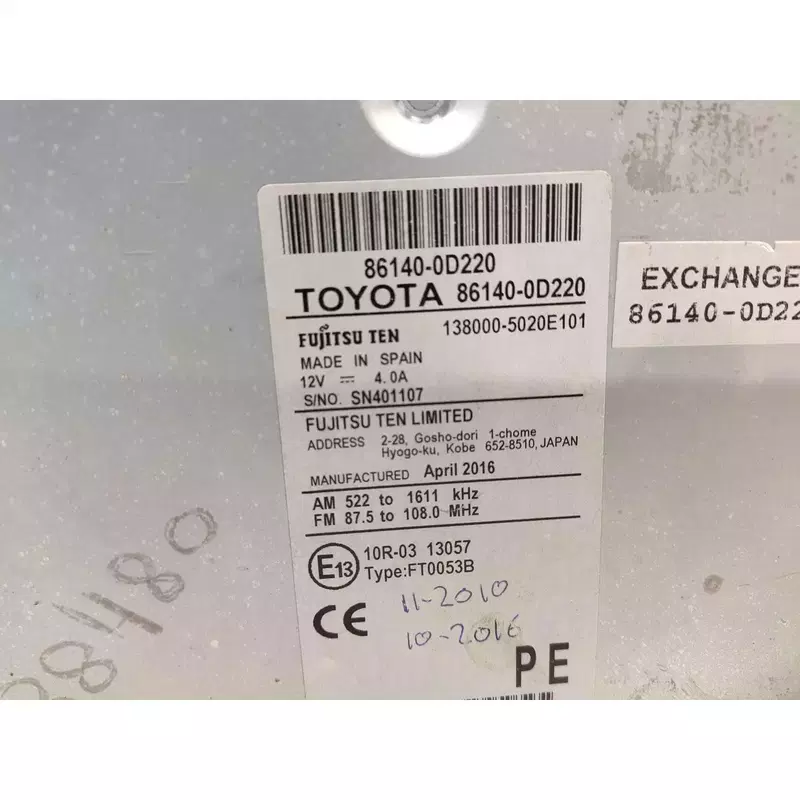 86140-0D220
TOYOTA 86140-0D220
FUJITSU TEN 138000-5020E101
MADE IN SPAIN
12V ⎓ 4.0A
S/NO. SN401107
FUJITSU TEN LIMITED
ADDRESS 2-28, Gosho-dori 1-chome
Hyogo-ku, Kobe 652-8510, JAPAN
MANUFACTURED April 2016
AM 522 to 1611 kHz
FM 87.5 to 108.0 MHz
E13 10R-03 13057
Type:FT0053B
CE
11-2010
10-2016
PE
EXCHANGE
86140-0D22
88480